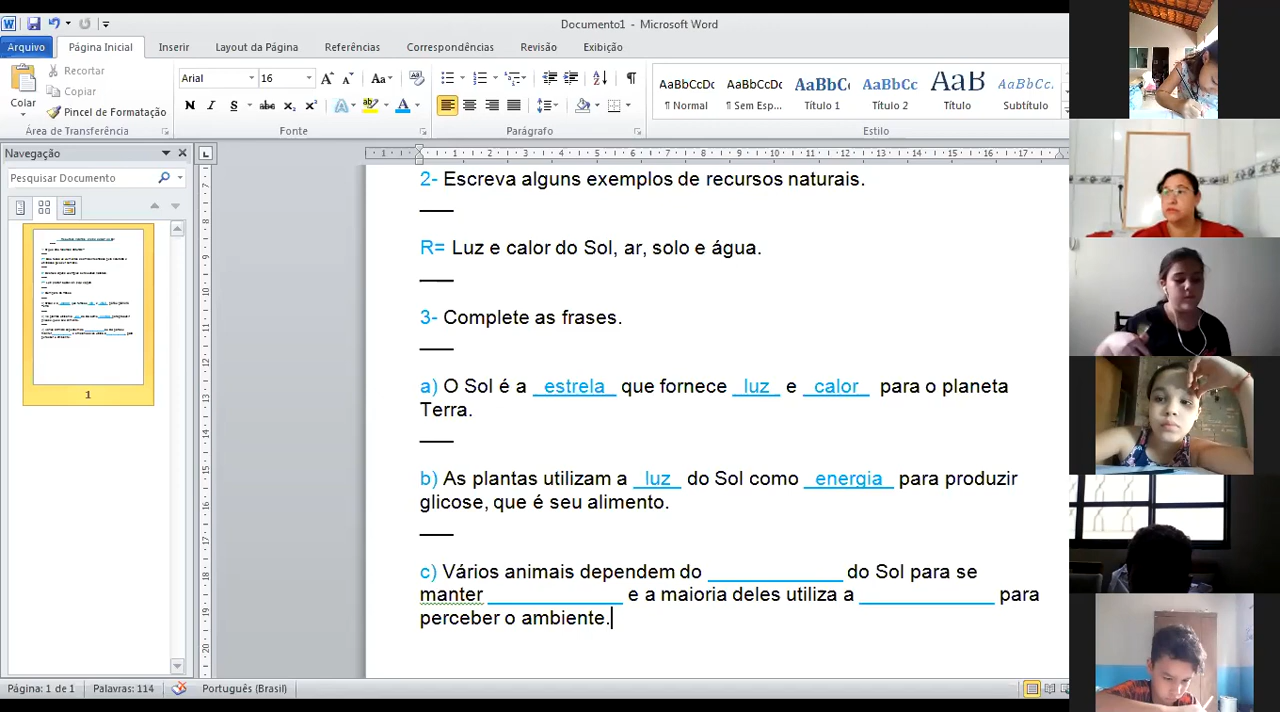 Documento1 - Microsoft Word
Arquivo Página Inicial Inserir Layout da Página Referências Correspondências Revisão Exibição
Recortar
Copiar
Colar
Pincel de Formatação
Área de Transferência
Arial 16
Fonte
Parágrafo
AaBbCcDc AaBbCcDc AaBbC AaBbCc AaB AaBbCc.
¶ Normal ¶ Sem Esp... Título 1 Título 2 Título Subtítulo
Estilo
Navegação
Pesquisar Documento
1
2- Escreva alguns exemplos de recursos naturais.
R= Luz e calor do Sol, ar, solo e água.
3- Complete as frases.
a) O Sol é a estrela que fornece luz e calor para o planeta
Terra.
b) As plantas utilizam a luz do Sol como energia para produzir
glicose, que é seu alimento.
c) Vários animais dependem do ____________ do Sol para se
manter ____________ e a maioria deles utiliza a ____________ para
perceber o ambiente.
Página: 1 de 1 Palavras: 114 Português (Brasil)